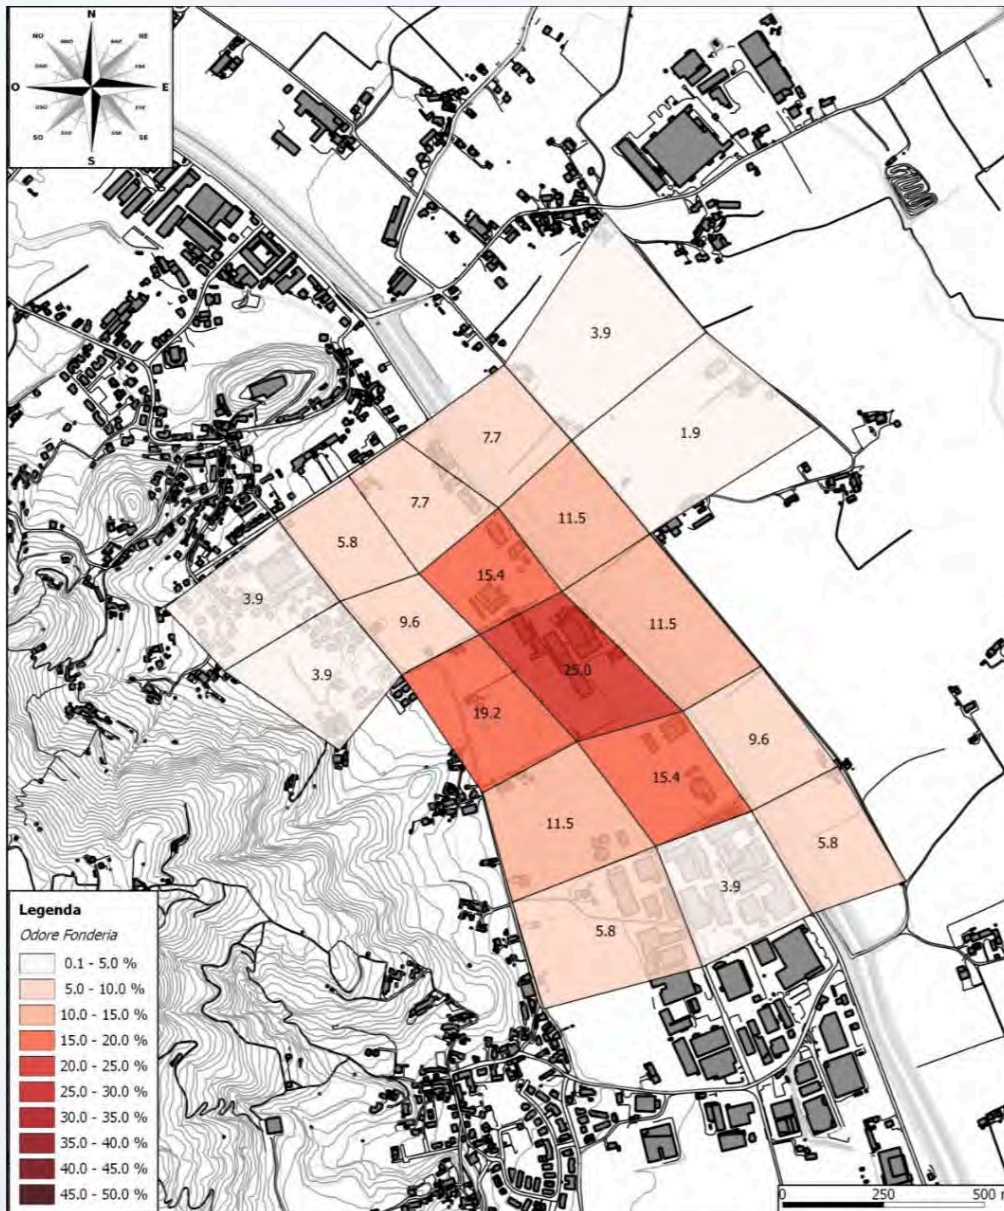 N
NO
NE
O
E
SO
SE
S
3.9
1.9
7.7
7.7
11.5
5.8
15.4
3.9
9.6
11.5
25.0
3.9
19.2
9.6
15.4
11.5
5.8
3.9
5.8
Legenda
Odore Fonderia
0.1 - 5.0 %
5.0 - 10.0 %
10.0 - 15.0 %
15.0 - 20.0 %
20.0 - 25.0 %
25.0 - 30.0 %
30.0 - 35.0 %
35.0 - 40.0 %
40.0 - 45.0 %
45.0 - 50.0 %
0 250 500 m